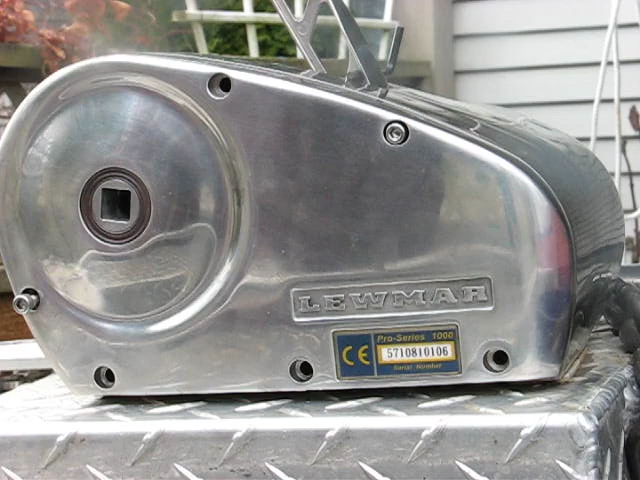 LEWMAR
Pro-Series 1000
CE
5710810106
Serial Number